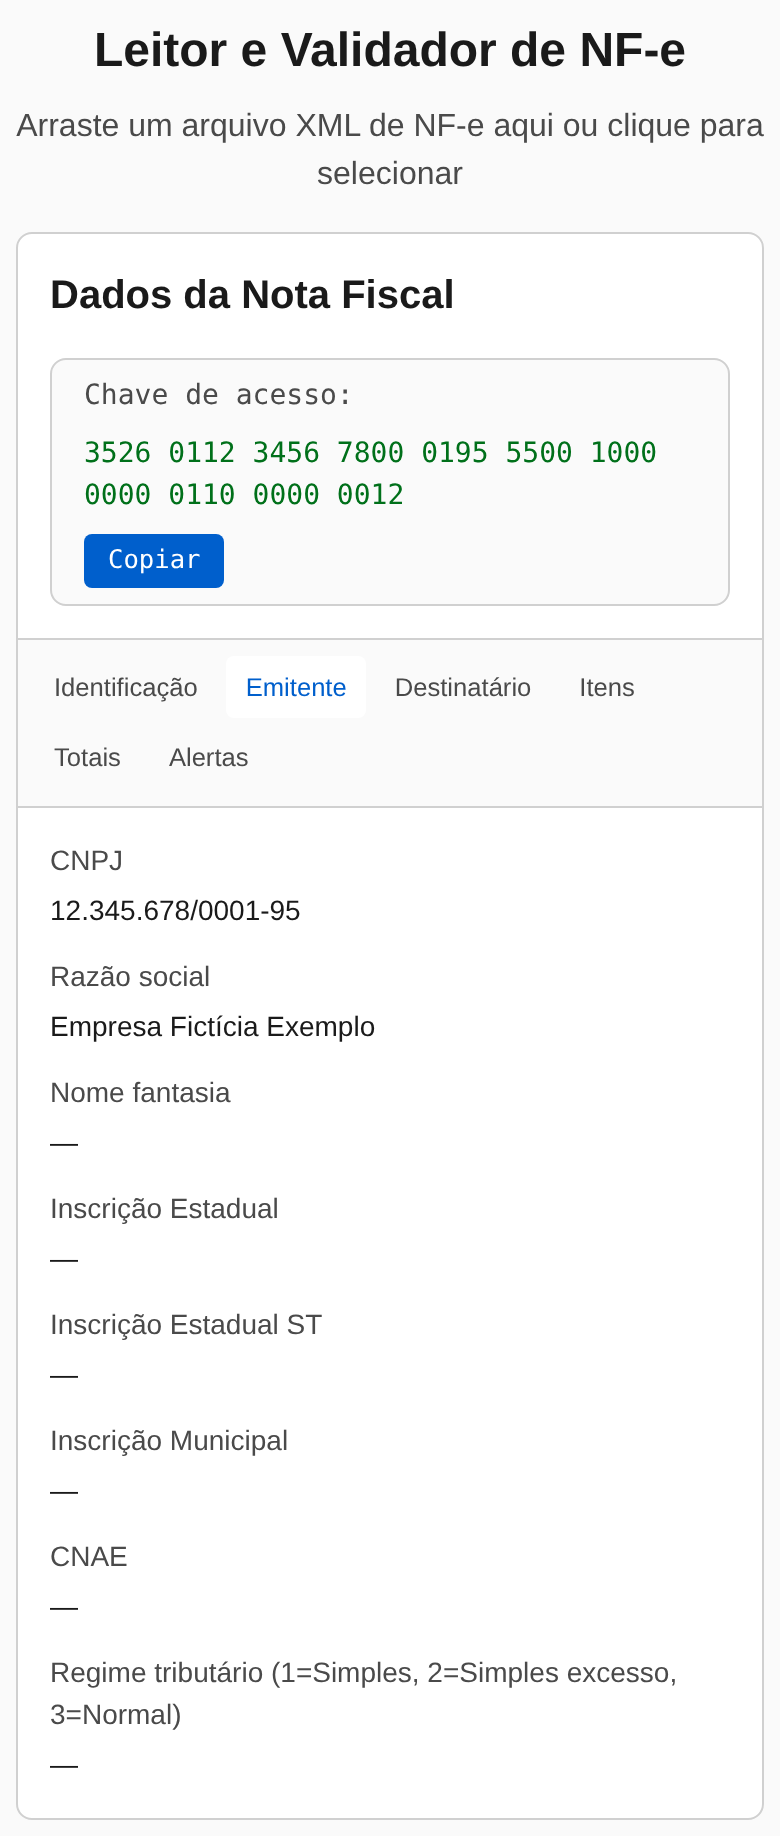 Leitor e Validador de NF-e
Arraste um arquivo XML de NF-e aqui ou clique para
selecionar
Dados da Nota Fiscal
Chave de acesso:
3526 0112 3456 7800 0195 5500 1000
0000 0110 0000 0012
Copiar
Identificação Emitente Destinatário Itens
Totais Alertas
CNPJ
12.345.678/0001-95
Razão social
Empresa Fictícia Exemplo
Nome fantasia
—
Inscrição Estadual
—
Inscrição Estadual ST
—
Inscrição Municipal
—
CNAE
—
Regime tributário (1=Simples, 2=Simples excesso,
3=Normal)
—